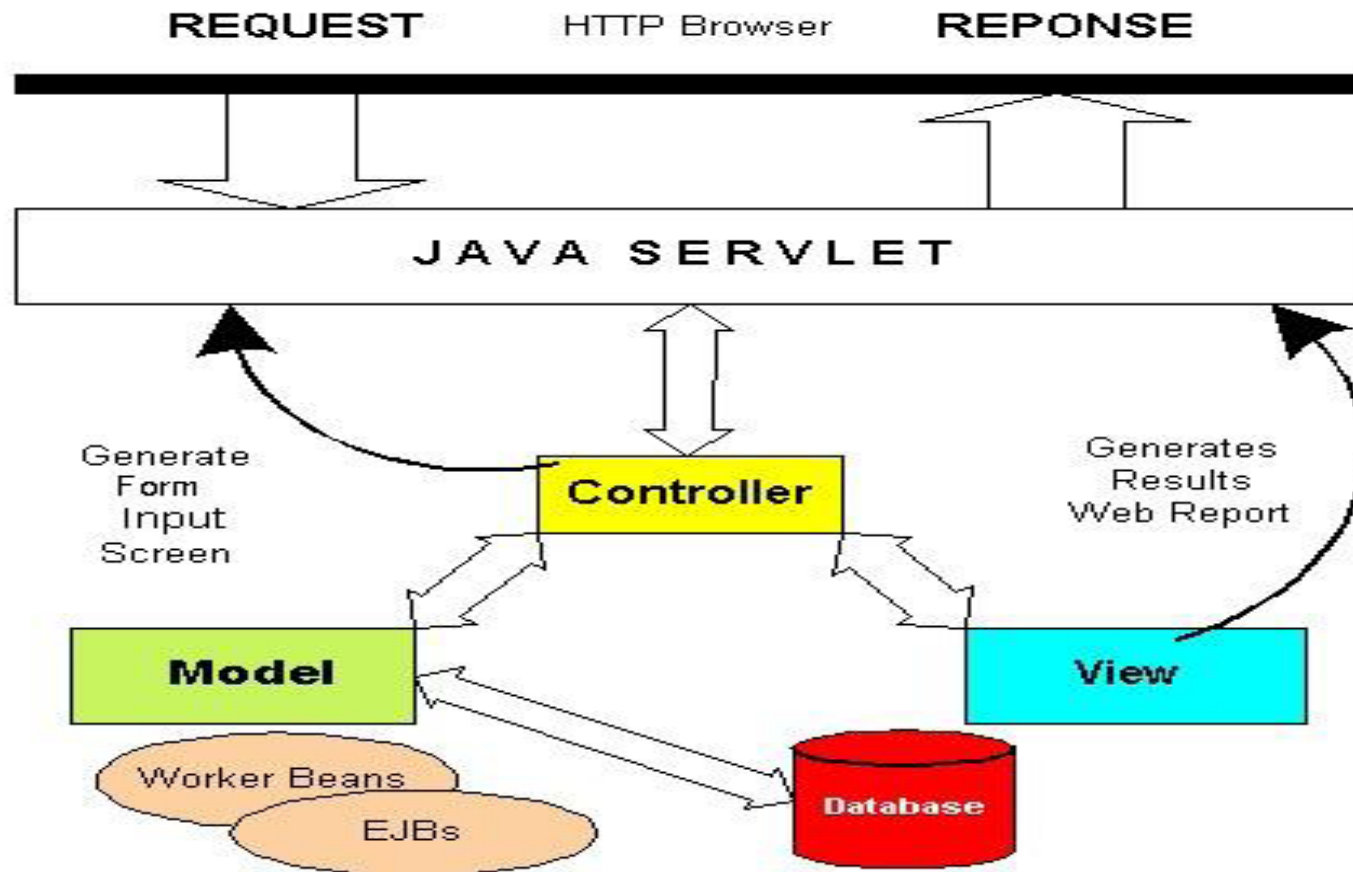 REQUEST HTTP Browser REPONSE
JAVA SERVLET
Generate
Form
Input
Screen
Controller
Generates
Results
Web Report
Model
View
Worker Beans
EJBs
Database